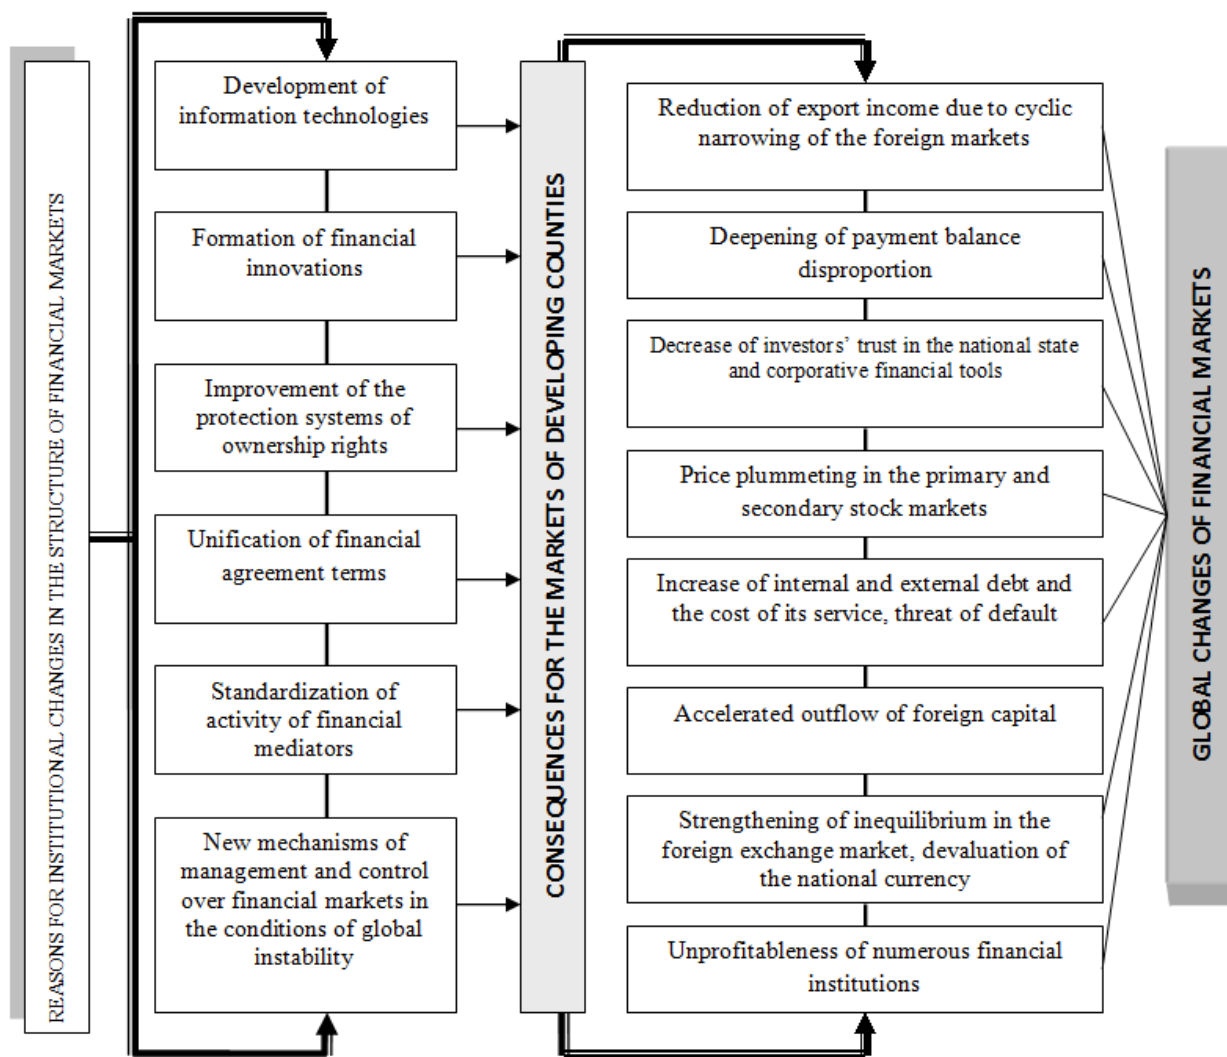 REASONS FOR INSTITUTIONAL CHANGES IN THE STRUCTURE OF FINANCIAL MARKETS
Development of
information technologies
Formation of financial
innovations
Improvement of the
protection systems of
ownership rights
Unification of financial
agreement terms
Standardization of
activity of financial
mediators
New mechanisms of
management and control
over financial markets in
the conditions of global
instability
CONSEQUENCES FOR THE MARKETS OF DEVELOPING COUNTIES
Reduction of export income due to cyclic
narrowing of the foreign markets
Deepening of payment balance
disproportion
Decrease of investors’ trust in the national state
and corporative financial tools
Price plummeting in the primary and
secondary stock markets
Increase of internal and external debt and
the cost of its service, threat of default
Accelerated outflow of foreign capital
Strengthening of inequilibrium in the
foreign exchange market, devaluation of
the national currency
Unprofitableness of numerous financial
institutions
GLOBAL CHANGES OF FINANCIAL MARKETS